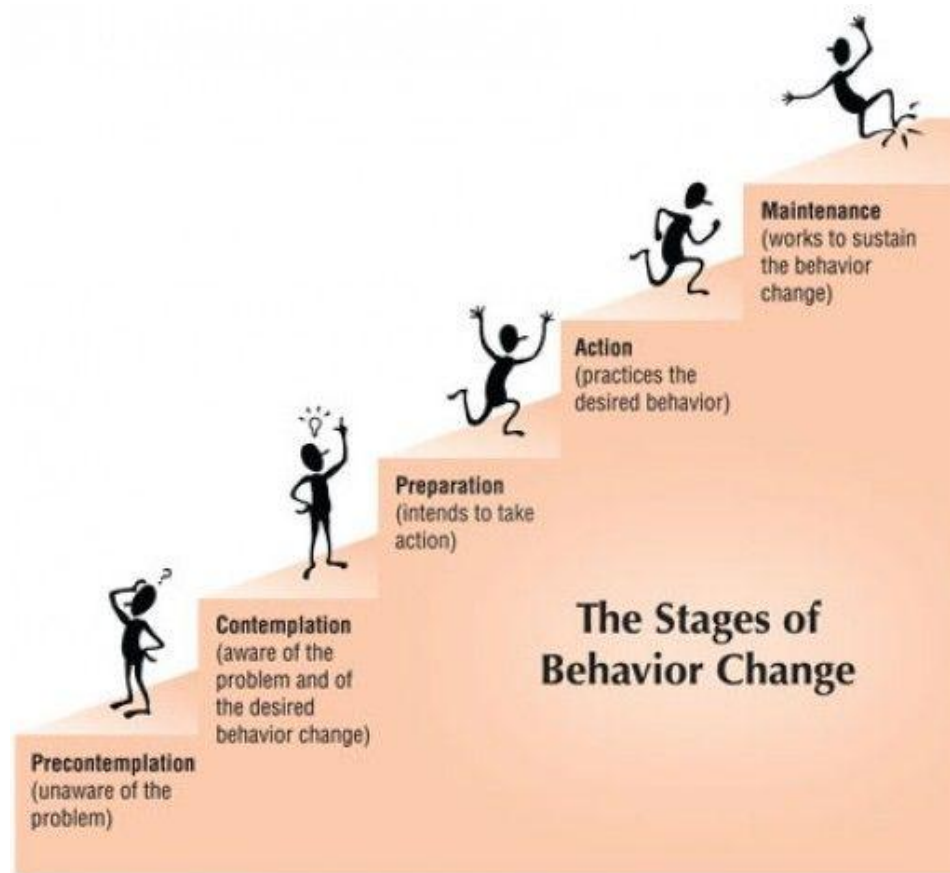 Maintenance
(works to sustain
the behavior
change)
Action
(practices the
desired behavior)
Preparation
(intends to take
action)
The Stages of
Behavior Change
Contemplation
(aware of the
problem and of
the desired
behavior change)
Precontemplation
(unaware of the
problem)
?